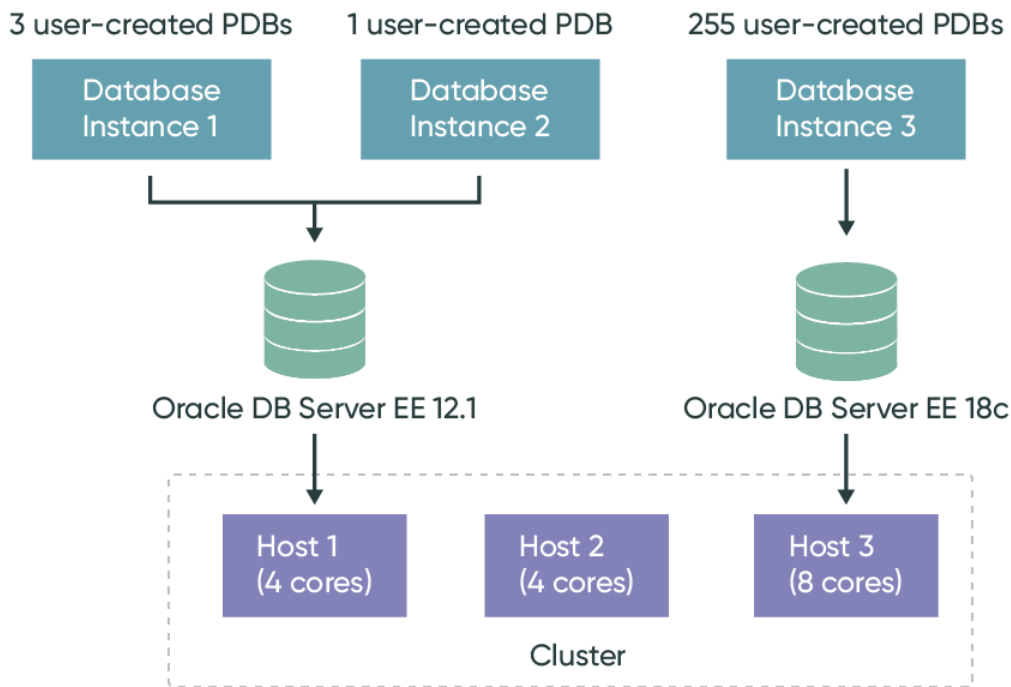 3 user-created PDBs
1 user-created PDB
255 user-created PDBs
Database
Instance 1
Database
Instance 2
Database
Instance 3
Oracle DB Server EE 12.1
Oracle DB Server EE 18c
Host 1
(4 cores)
Host 2
(4 cores)
Host 3
(8 cores)
Cluster